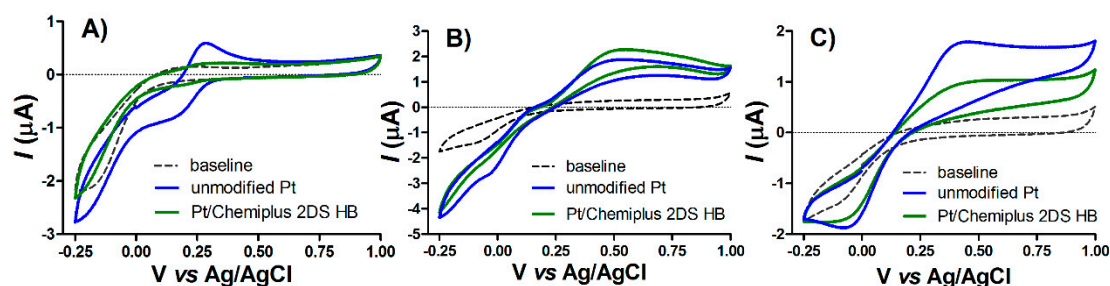 A)
1
0
-1
-2
-3
I (μA)
-0.25 0.00 0.25 0.50 0.75 1.00
V vs Ag/AgCl
baseline
unmodified Pt
Pt/Chemiplus 2DS HB
B)
3
2
1
0
-1
-2
-3
-4
-5
I (μA)
-0.25 0.00 0.25 0.50 0.75 1.00
V vs Ag/AgCl
baseline
unmodified Pt
Pt/Chemiplus 2DS HB
C)
2
1
0
-1
-2
I (μA)
-0.25 0.00 0.25 0.50 0.75 1.00
V vs Ag/AgCl
baseline
unmodified Pt
Pt/Chemiplus 2DS HB